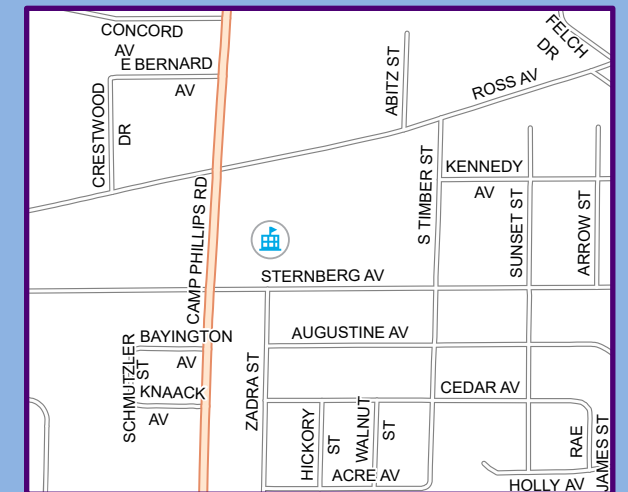 CONCORD
AV
FELCH
DR
E BERNARD
AV
ABITZ ST
ROSS AV
CRESTWOOD
DR
KENNEDY
AV
S TIMBER ST
SUNSET ST
ARROW ST
CAMP PHILLIPS RD
STERNBERG AV
BAYINGTON
AV
AUGUSTINE AV
SCHMUTZLER
ST
ZADRA ST
KNAACK
AV
CEDAR AV
HICKORY
ST
WALNUT
ST
RAE
JAMES ST
ACRE AV
HOLLY AV